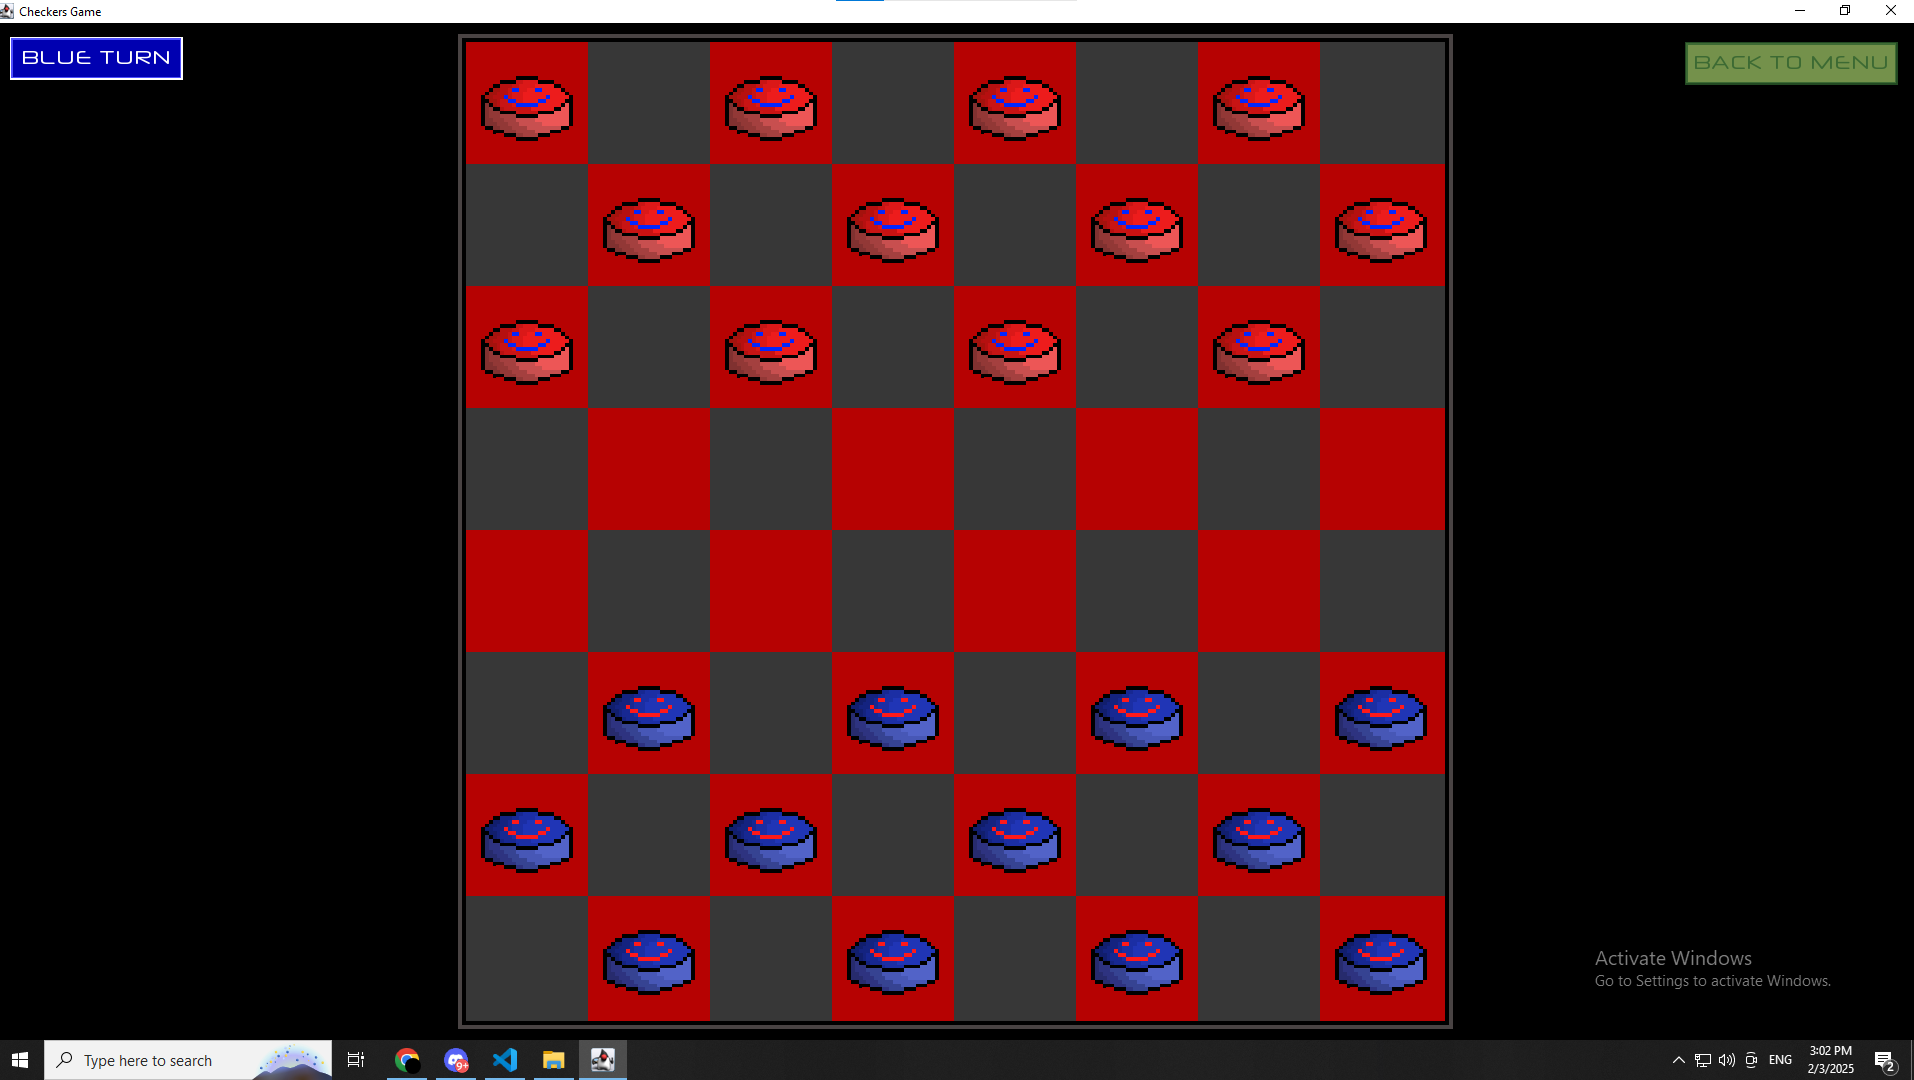 Checkers Game
BLUE TURN
BACK TO MENU
Activate Windows
Go to Settings to activate Windows.
Type here to search
9+
ENG
3:02 PM
2/3/2025
2